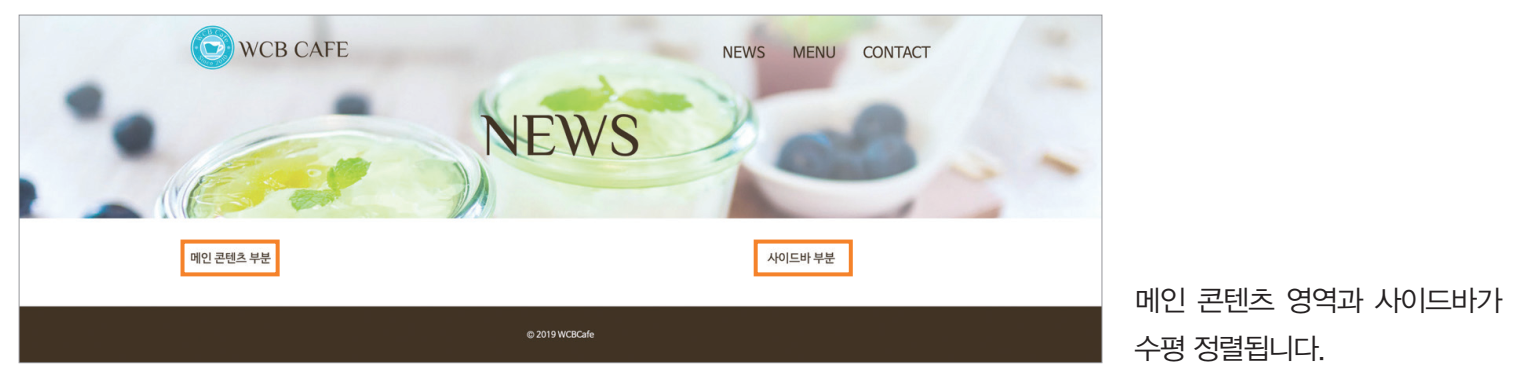 WCB CAFE
NEWS MENU CONTACT
NEWS
메인 콘텐츠 부분
사이드바 부분
© 2019 WCBCafe
메인 콘텐츠 영역과 사이드바가
수평 정렬됩니다.